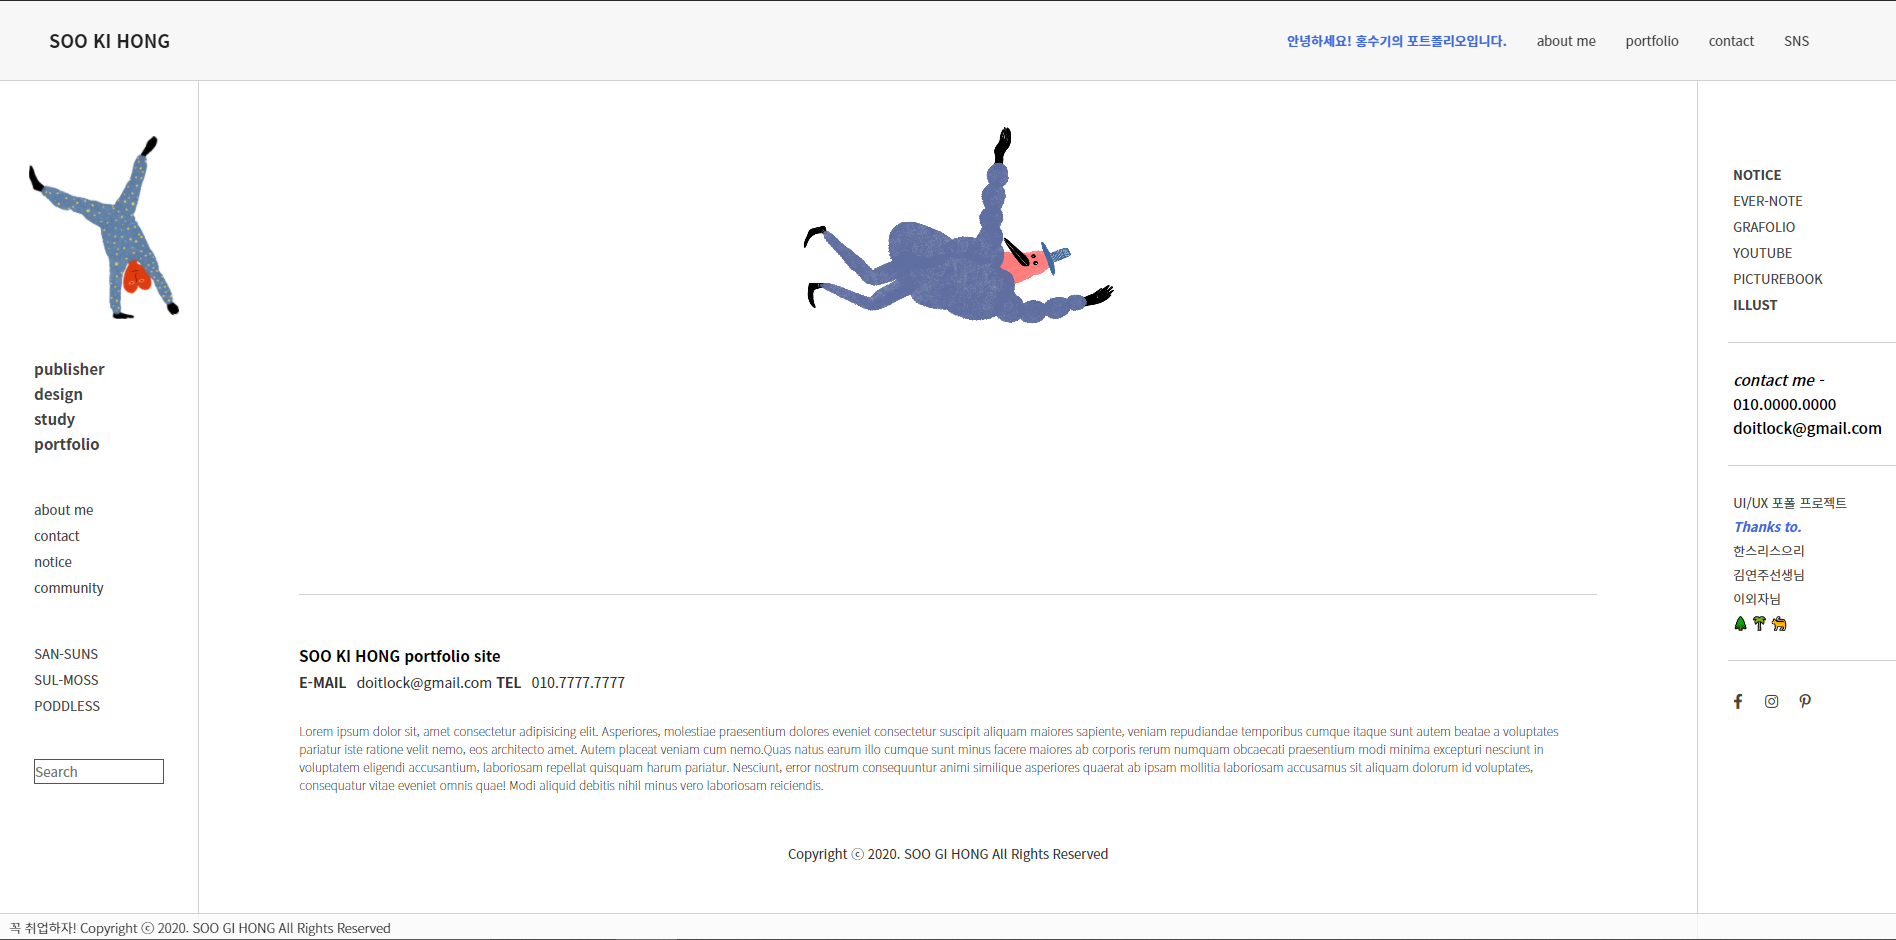 SOO KI HONG
안녕하세요! 홍수기의 포트폴리오입니다. about me portfolio contact SNS
publisher
design
study
portfolio
about me
contact
notice
community
SAN-SUNS
SUL-MOSS
PODDLESS
Search
SOO KI HONG portfolio site
E-MAIL doitlock@gmail.com TEL 010.7777.7777
Lorem ipsum dolor sit, amet consectetur adipisicing elit. Asperiores, molestiae praesentium dolores eveniet consectetur suscipit aliquam maiores sapiente, veniam repudiandae temporibus cumque itaque sunt autem beatae a voluptates
pariatur iste ratione velit nemo, eos architecto amet. Autem placeat veniam cum nemo.Quas natus earum illo cumque sunt minus facere maiores ab corporis rerum numquam obcaecati praesentium modi minima excepturi nesciunt in
voluptatem eligendi accusantium, laboriosam repellat quisquam harum pariatur. Nesciunt, error nostrum consequuntur animi similique asperiores quaerat ab ipsam mollitia laboriosam accusamus sit aliquam dolorum id voluptates,
consequatur vitae eveniet omnis quae! Modi aliquid debitis nihil minus vero laboriosam reiciendis.
Copyright ⓒ 2020. SOO GI HONG All Rights Reserved
NOTICE
EVER-NOTE
GRAFOLIO
YOUTUBE
PICTUREBOOK
ILLUST
contact me -
010.0000.0000
doitlock@gmail.com
UI/UX 포폴 프로젝트
Thanks to.
한스리스으리
김연주선생님
이외자님
꼭 취업하자! Copyright ⓒ 2020. SOO GI HONG All Rights Reserved